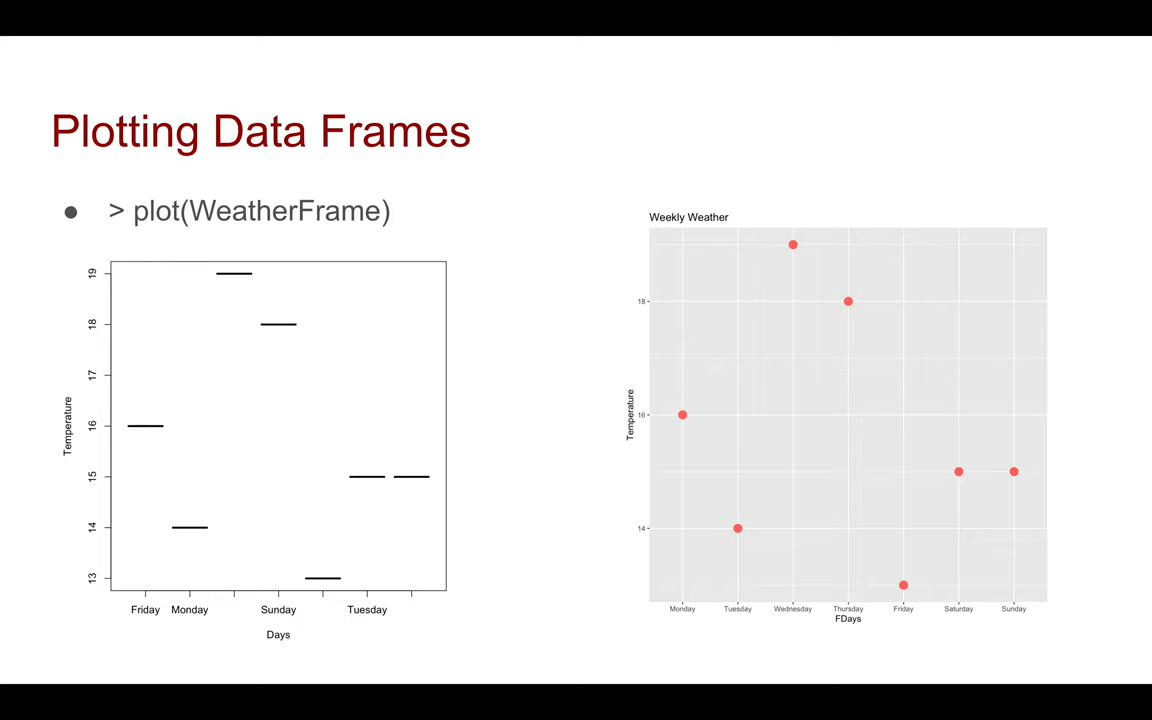 Plotting Data Frames
● > plot(WeatherFrame)
19
18
17
16
15
14
13
Temperature
Friday Monday Sunday Tuesday
Days
Weekly Weather
18
16
14
Temperature
Monday Tuesday Wednesday Thursday Friday Saturday Sunday
FDays